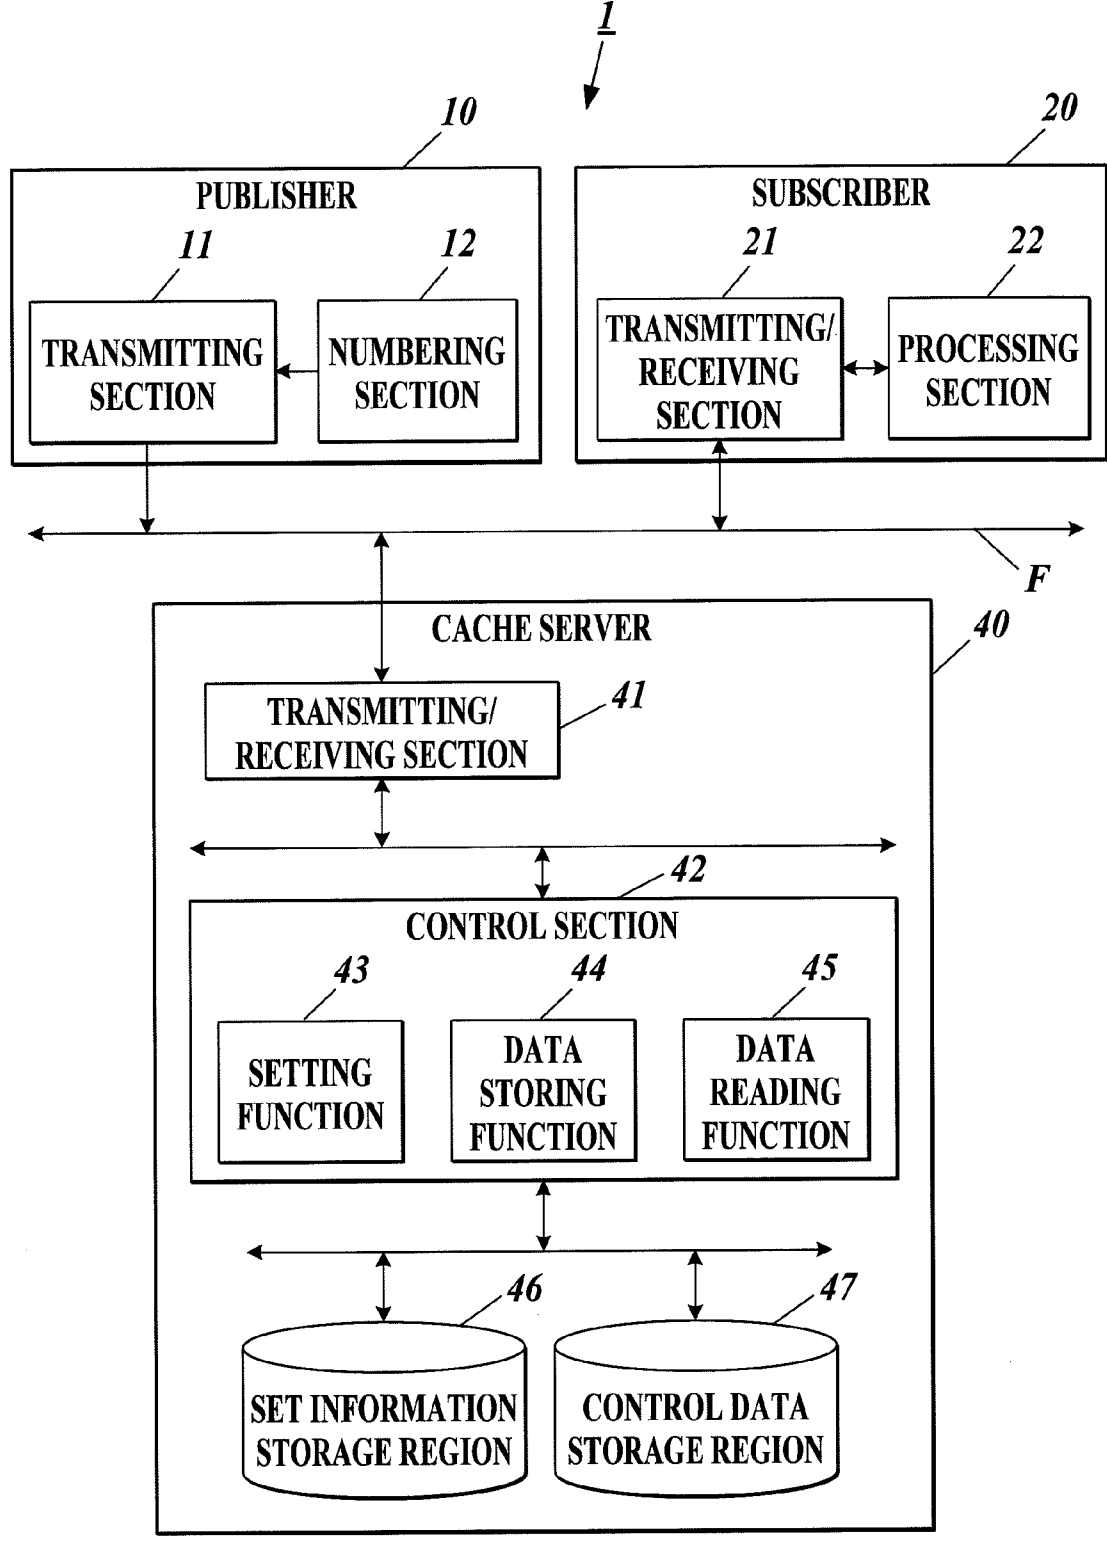 1
10
20
PUBLISHER
SUBSCRIBER
11
12
21
22
TRANSMITTING
SECTION
NUMBERING
SECTION
TRANSMITTING/
RECEIVING
SECTION
PROCESSING
SECTION
F
CACHE SERVER
40
TRANSMITTING/
RECEIVING SECTION
41
42
CONTROL SECTION
43
44
45
SETTING
FUNCTION
DATA
STORING
FUNCTION
DATA
READING
FUNCTION
46
47
SET INFORMATION
STORAGE REGION
CONTROL DATA
STORAGE REGION